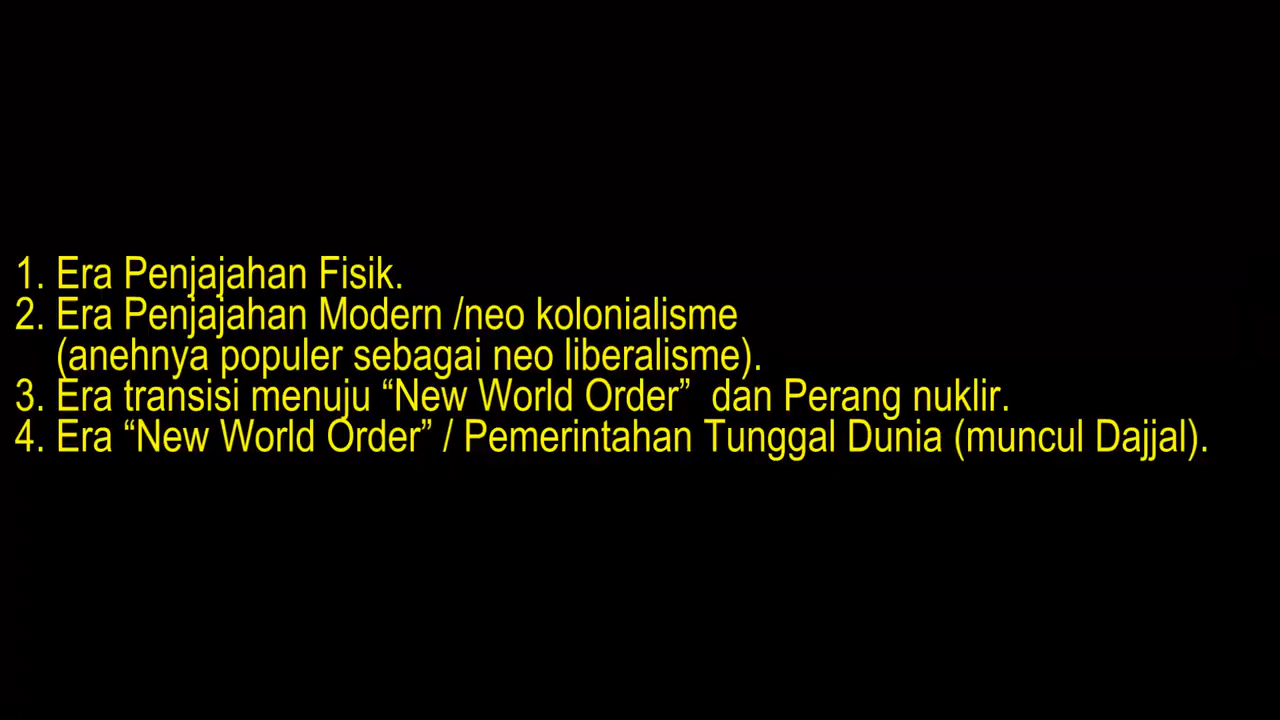 1. Era Penjajahan Fisik.
2. Era Penjajahan Modern /neo kolonialisme
(anehnya populer sebagai neo liberalisme).
3. Era transisi menuju “New World Order” dan Perang nuklir.
4. Era “New World Order” / Pemerintahan Tunggal Dunia (muncul Dajjal).